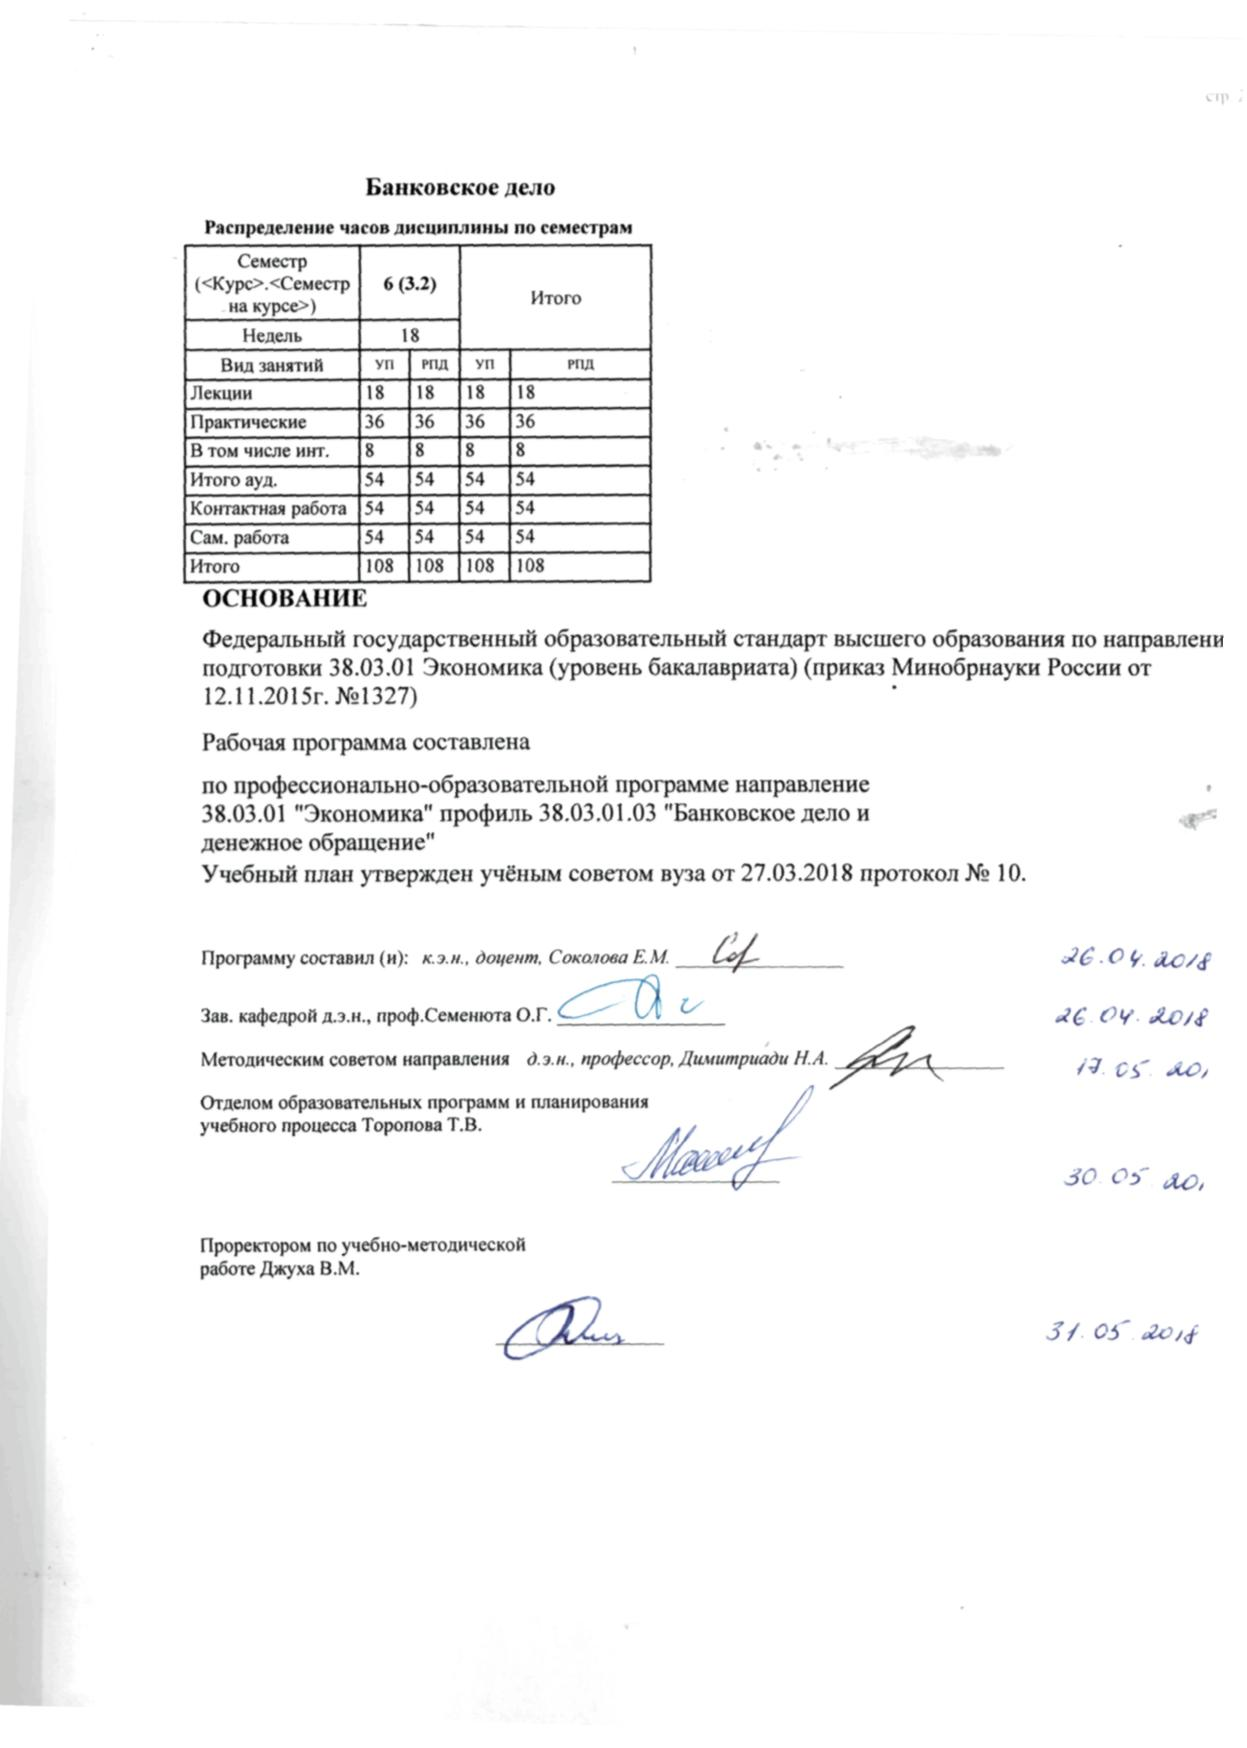 стр.
Банковское дело
Распределение часов дисциплины по семестрам
Семестр (<Курс>.<Семестр на курсе>) 6 (3.2) Итого
Недель 18
Вид занятий УП РПД УП РПД
Лекции 18 18 18 18
Практические 36 36 36 36
В том числе инт. 8 8 8 8
Итого ауд. 54 54 54 54
Контактная работа 54 54 54 54
Сам. работа 54 54 54 54
Итого 108 108 108 108
ОСНОВАНИЕ
Федеральный государственный образовательный стандарт высшего образования по направлени
подготовки 38.03.01 Экономика (уровень бакалавриата) (приказ Минобрнауки России от
12.11.2015г. №1327)
Рабочая программа составлена
по профессионально-образовательной программе направление
38.03.01 "Экономика" профиль 38.03.01.03 "Банковское дело и
денежное обращение"
Учебный план утвержден учёным советом вуза от 27.03.2018 протокол № 10.
Программу составил (и): к.э.н., доцент, Соколова Е.М. 26.04.2018
Зав. кафедрой д.э.н., проф.Семенюта О.Г. 26.04.2018
Методическим советом направления д.э.н., профессор, Димитриади Н.А. 17.05.20
Отделом образовательных программ и планирования
учебного процесса Торопова Т.В.
30.05.20
Проректором по учебно-методической
работе Джуха В.М.
31.05.2018